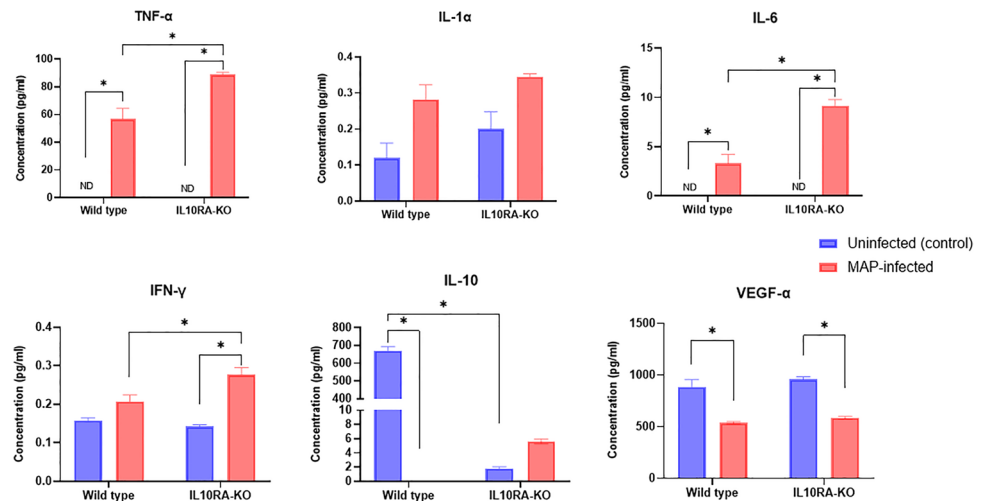 TNF-α
Concentration (pg/ml)
100
80
60
40
20
0
ND
ND
*
*
*
Wild type
IL10RA-KO
IL-1α
Concentration (pg/ml)
0.4
0.3
0.2
0.1
0.0
Wild type
IL10RA-KO
IL-6
Concentration (pg/ml)
15
10
5
0
ND
ND
*
*
*
Wild type
IL10RA-KO
Uninfected (control)
MAP-infected
IFN-γ
Concentration (pg/ml)
0.4
0.3
0.2
0.1
0.0
*
*
Wild type
IL10RA-KO
IL-10
Concentration (pg/ml)
800
700
600
500
400
300
10
8
6
4
2
0
*
*
Wild type
IL10RA-KO
VEGF-α
Concentration (pg/ml)
1500
1000
500
0
*
*
Wild type
IL10RA-KO